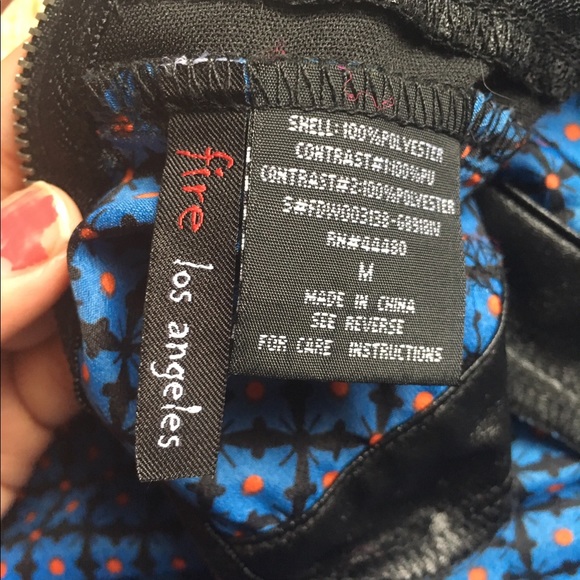 fire los angeles
SHELL: 100%POLYESTER
CONTRAST#1:100%PU
CONTRAST#2:100%POLYESTER
RN#44480
M
MADE IN CHINA
SEE REVERSE
FOR CARE INSTRUCTIONS